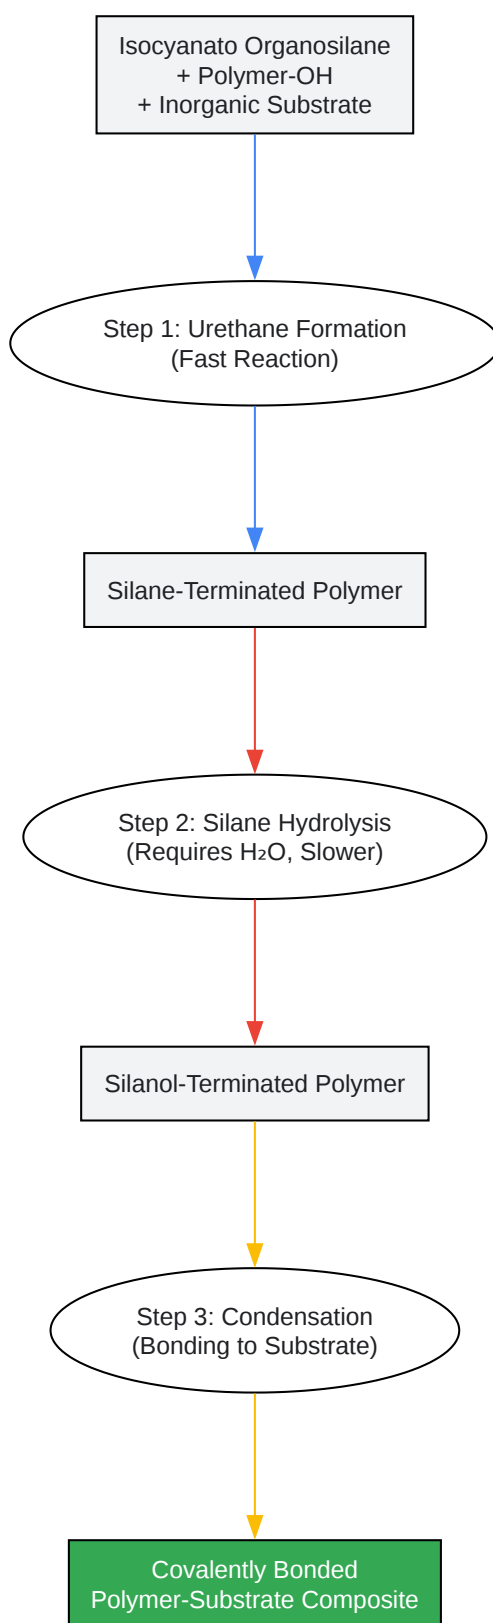 Isocyanato Organosilane
+ Polymer-OH
+ Inorganic Substrate
Step 1: Urethane Formation
(Fast Reaction)
Silane-Terminated Polymer
Step 2: Silane Hydrolysis
(Requires H₂O, Slower)
Silanol-Terminated Polymer
Step 3: Condensation
(Bonding to Substrate)
Covalently Bonded
Polymer-Substrate Composite